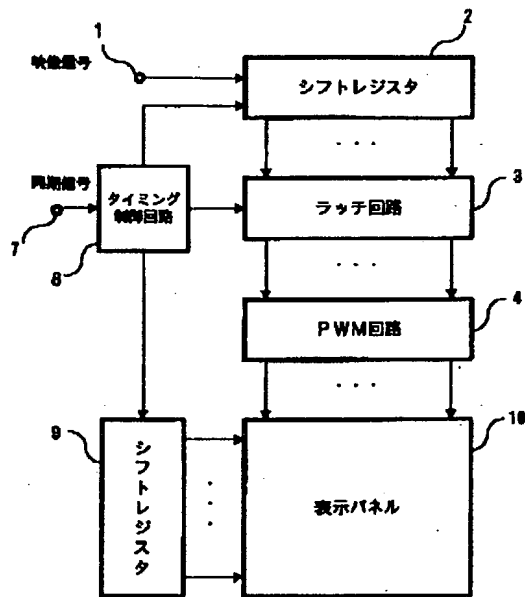 1
2
映像信号
シフトレジスタ
同期信号
タイミング
制御回路
3
ラッチ回路
7
8
4
PWM回路
9
10
シフトレジスタ
表示パネル